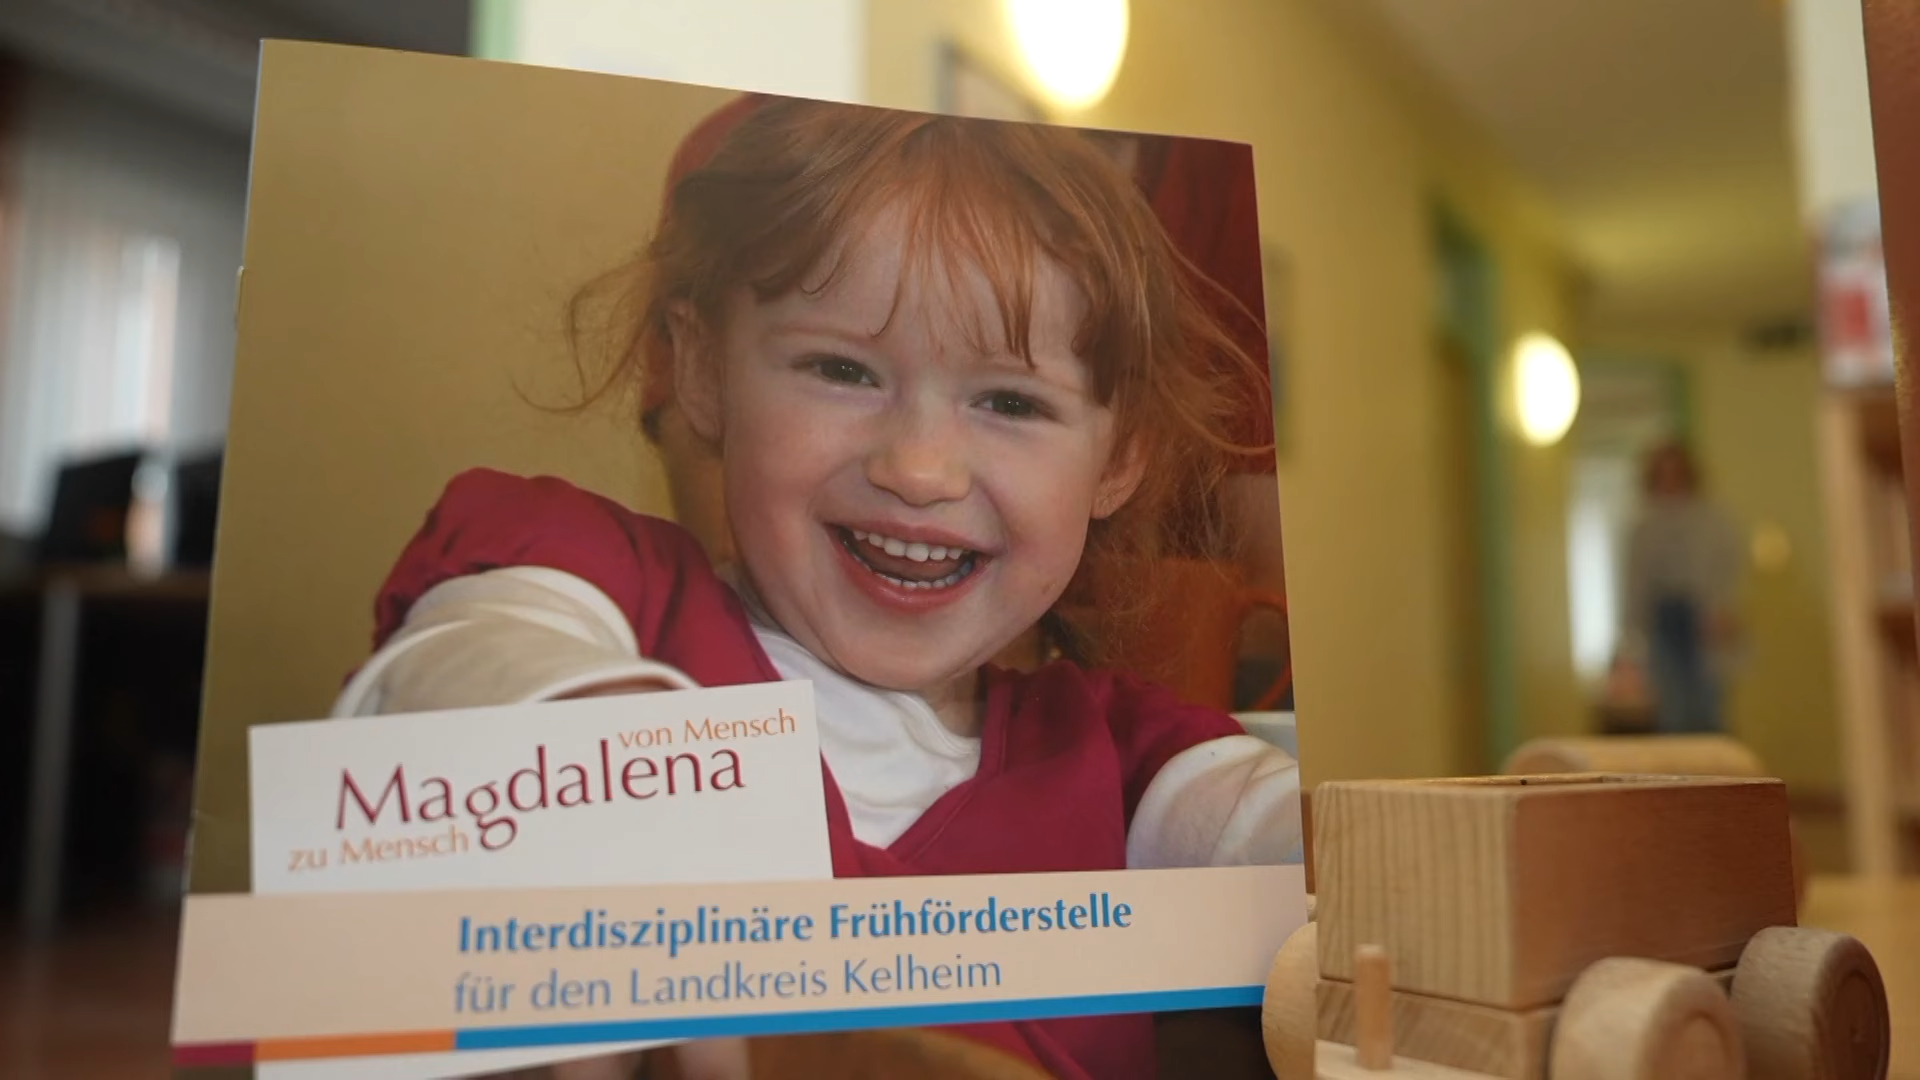 von Mensch
Magdalena
zu Mensch
Interdisziplinäre Frühförderstelle
für den Landkreis Kelheim